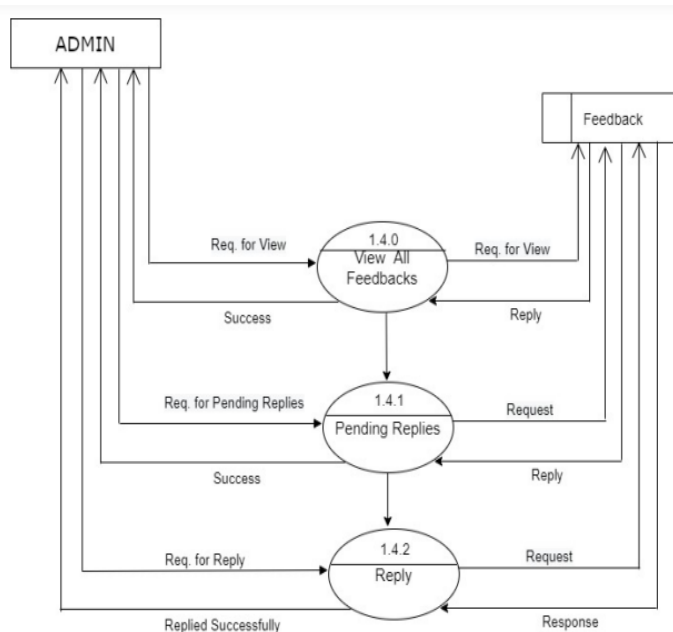 ADMIN
Feedback
1.4.0
View All
Feedbacks
Req. for View
Req. for View
Success
Reply
1.4.1
Pending Replies
Req. for Pending Replies
Request
Success
Reply
1.4.2
Reply
Req. for Reply
Request
Replied Successfully
Response